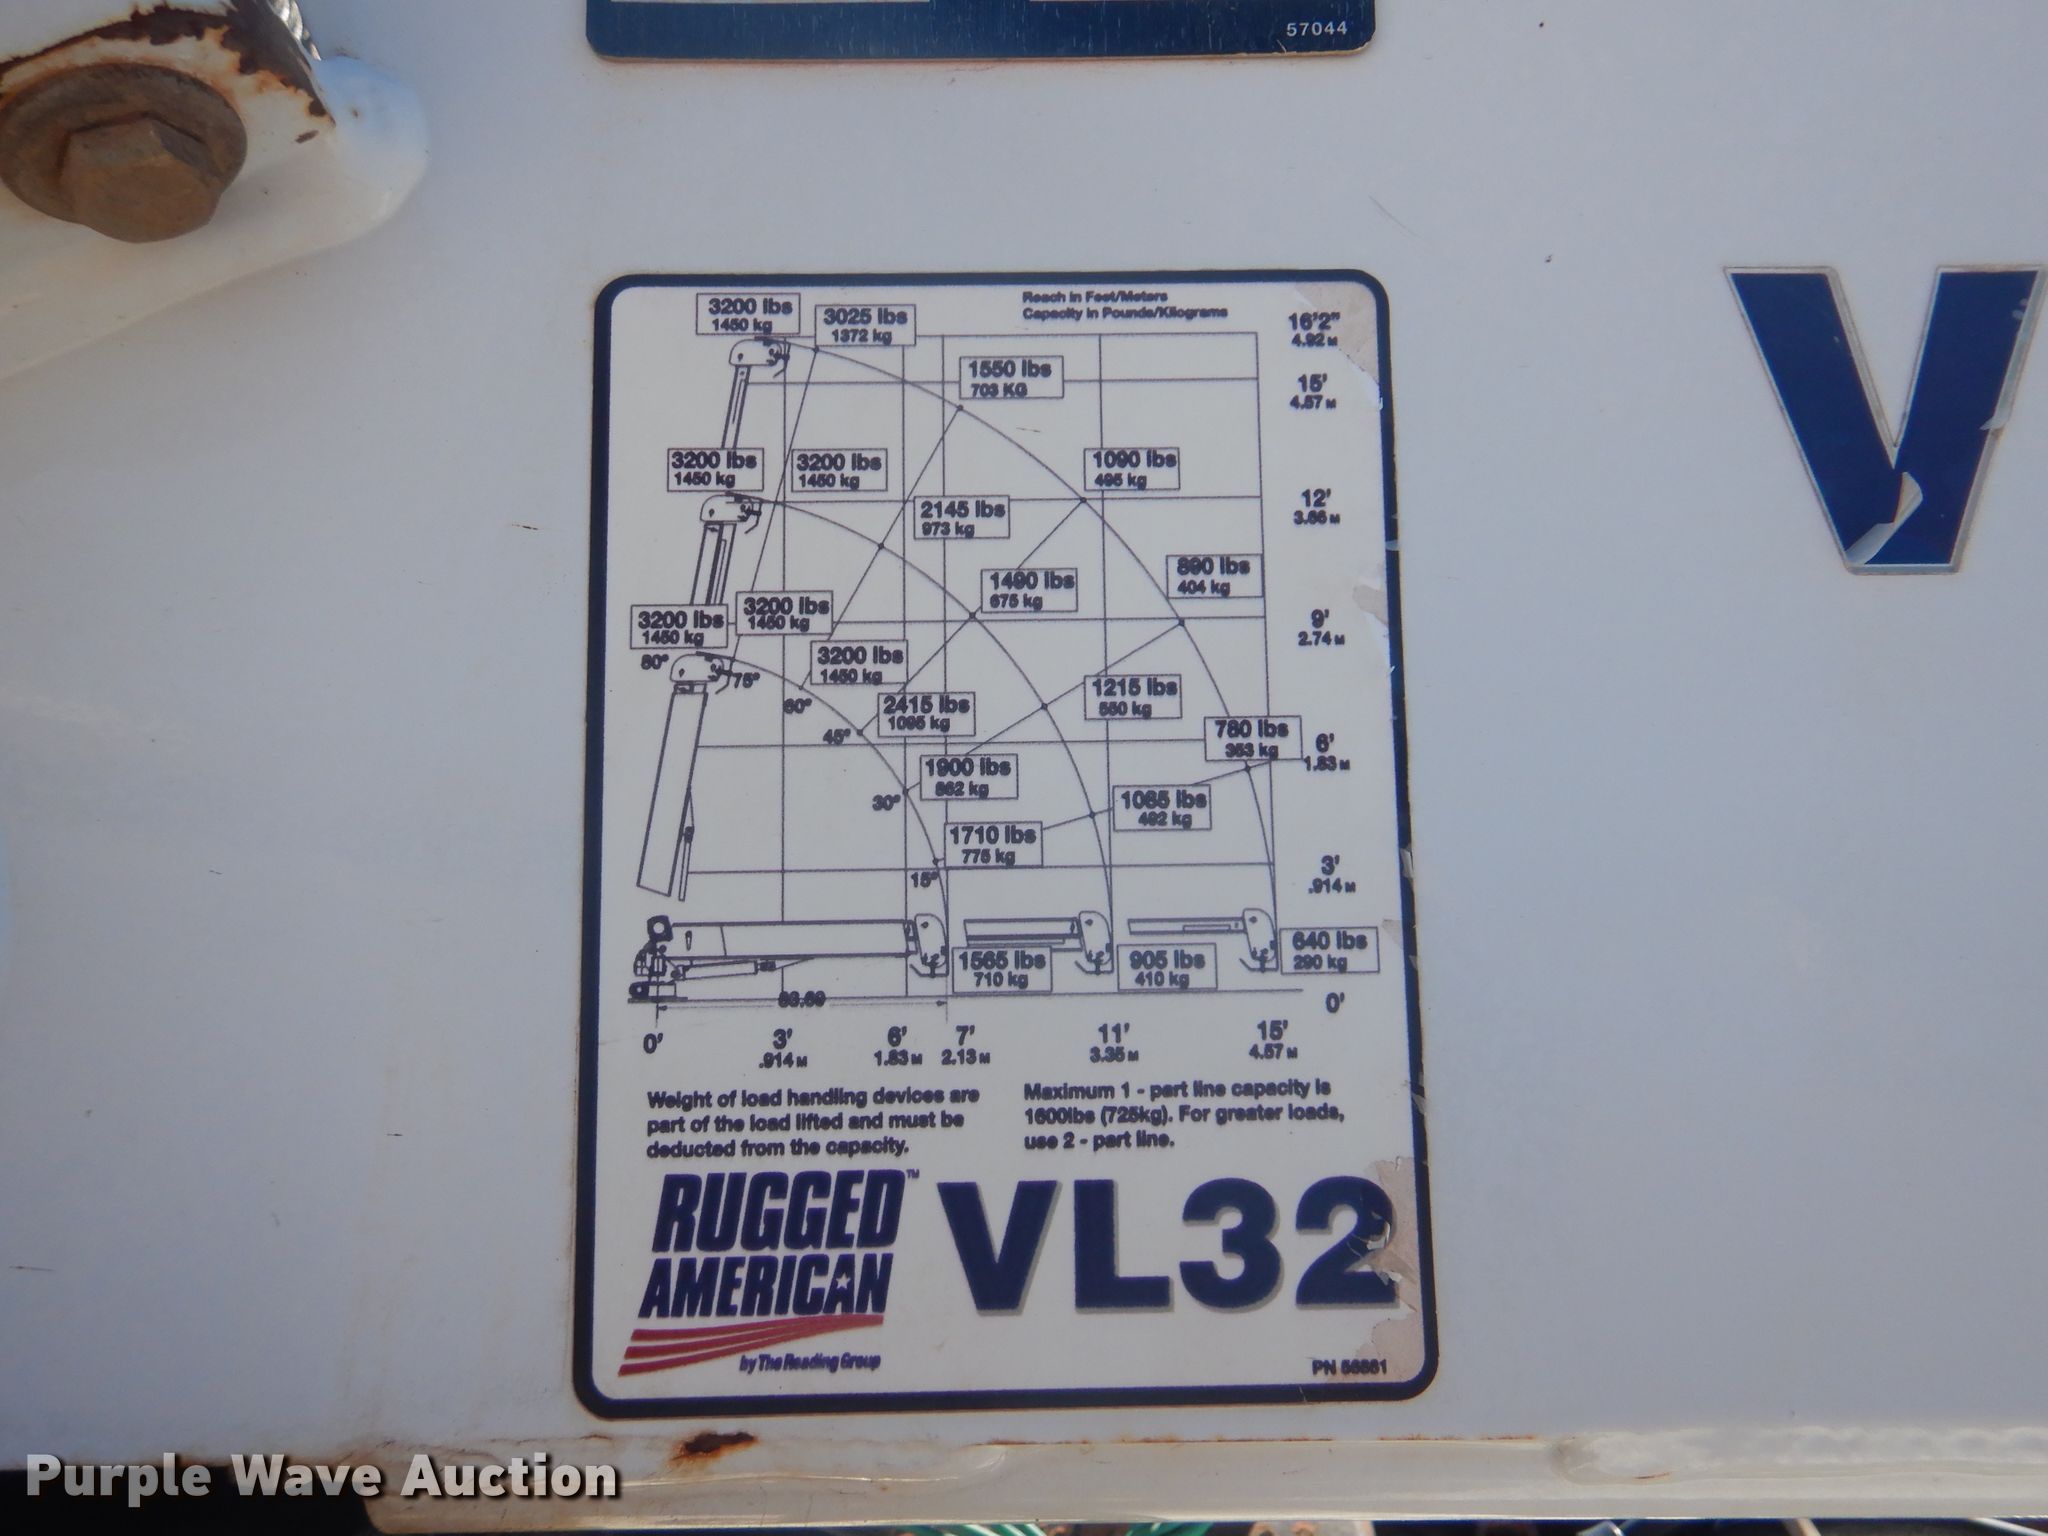 57044
Reach in Feet/Meters
Capacity in Pounds/Kilograms
3200 lbs
1450 kg
3025 lbs
1372 kg
16'2"
4.92 M
1550 lbs
703 KG
15'
4.57 M
3200 lbs
1450 kg
3200 lbs
1450 kg
1090 lbs
495 kg
12'
3.66 M
2145 lbs
973 kg
1490 lbs
675 kg
890 lbs
404 kg
3200 lbs
1450 kg
3200 lbs
1450 kg
9'
2.74 M
3200 lbs
1450 kg
80°
75°
60°
45°
2415 lbs
1095 kg
1215 lbs
550 kg
780 lbs
353 kg
6'
1.83 M
1900 lbs
862 kg
30°
1085 lbs
492 kg
1710 lbs
775 kg
15°
3'
.914 M
1565 lbs
710 kg
905 lbs
410 kg
640 lbs
290 kg
0'
0'
3'
.914 M
6'
1.83 M
7'
2.13 M
11'
3.35 M
15'
4.57 M
Weight of load handling devices are
part of the load lifted and must be
deducted from the capacity.
Maximum 1 - part line capacity is
1600lbs (725kg). For greater loads,
use 2 - part line.
RUGGED™
AMERICAN
by The Reading Group
VL32
PN
V
Purple Wave Auction